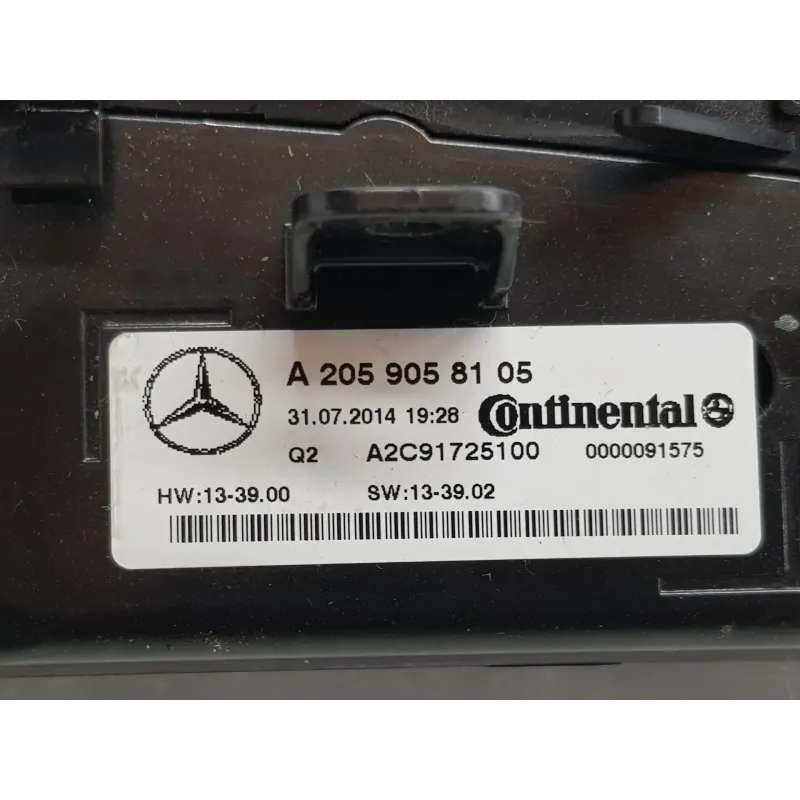 A 205 905 81 05
31.07.2014 19:28 Continental
Q2 A2C91725100 0000091575
HW:13-39.00 SW:13-39.02